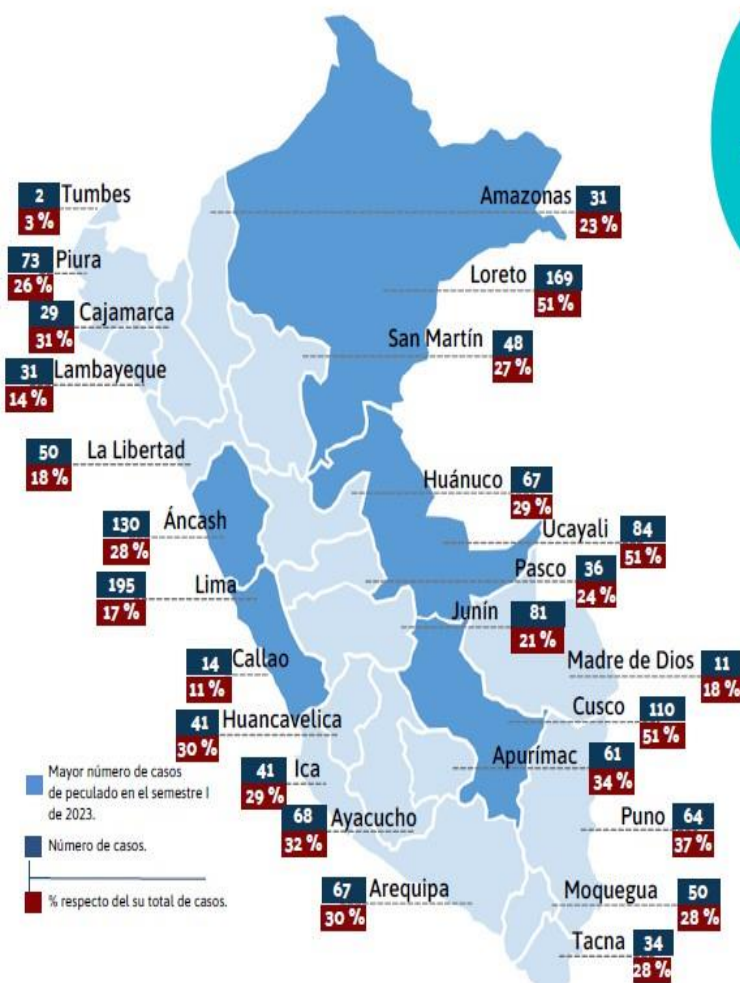 2 Tumbes
3 %
Amazonas 31
23 %
73 Piura
26 %
Loreto 169
51 %
29 Cajamarca
31 %
San Martín 48
27 %
31 Lambayeque
14 %
50 La Libertad
18 %
Huánuco 67
29 %
130 Áncash
28 %
Ucayali 84
51 %
Pasco 36
24 %
195 Lima
17 %
Junín 81
21 %
14 Callao
11 %
Madre de Dios 11
18 %
41 Huancavelica
30 %
Cusco 110
51 %
41 Ica
29 %
Apurímac 61
34 %
68 Ayacucho
32 %
Puno 64
37 %
67 Arequipa
30 %
Moquegua 50
28 %
Tacna 34
28 %
Mayor número de casos
de peculado en el semestre I
de 2023.
Número de casos.
% respecto del su total de casos.